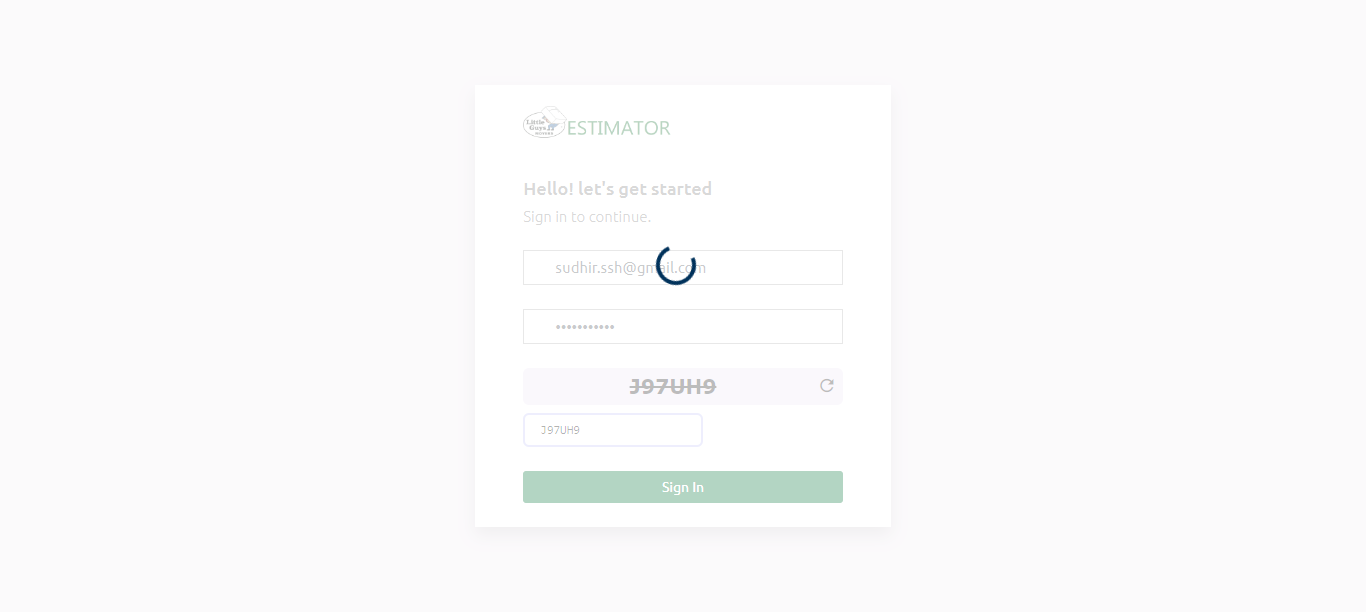 Little
Guys
MOVERS
ESTIMATOR
Hello! let's get started
Sign in to continue.
sudhir.ssh@gmail.com
•••••••••••
J97UH9
J97UH9
Sign In